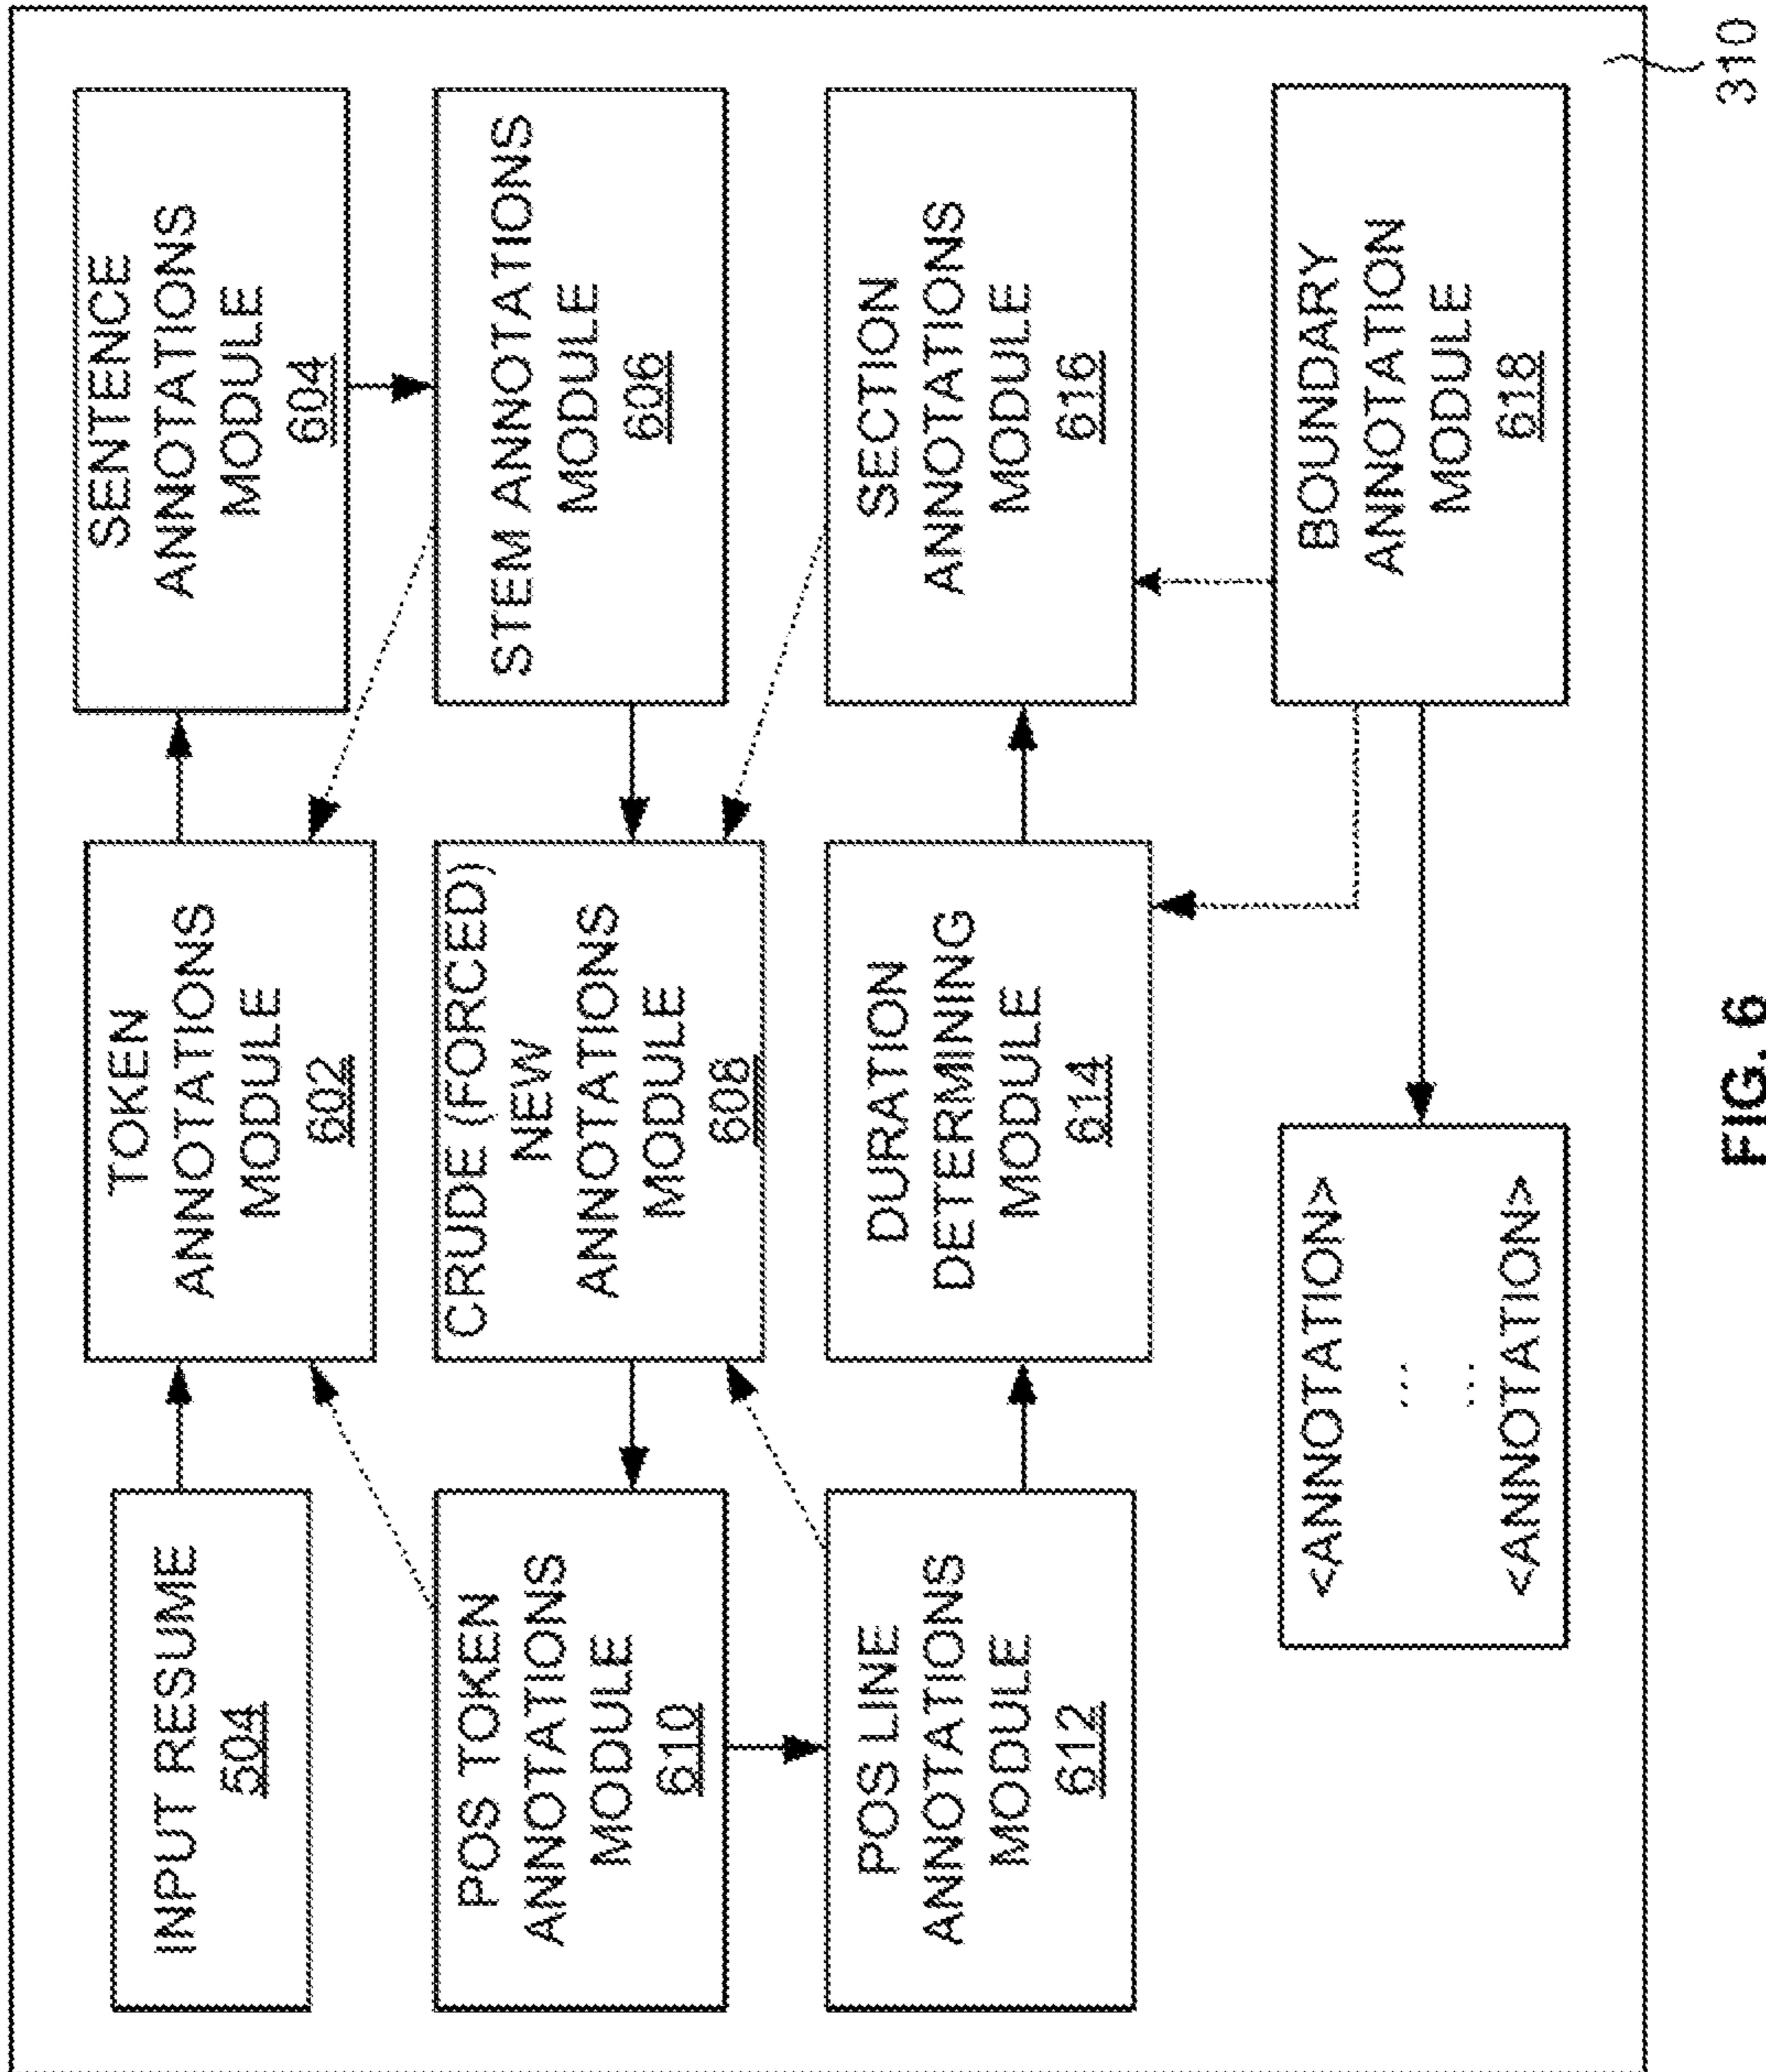 INPUT RESUME
504
TOKEN
ANNOTATIONS
MODULE
602
SENTENCE
ANNOTATIONS
MODULE
604
POS TOKEN
ANNOTATIONS
MODULE
610
CRUDE (FORCED)
NEW
ANNOTATIONS
MODULE
608
STEM ANNOTATIONS
MODULE
606
POS LINE
ANNOTATIONS
MODULE
612
DURATION
DETERMINING
MODULE
614
SECTION
ANNOTATIONS
MODULE
616
<ANNOTATION>
...
...
<ANNOTATION>
BOUNDARY
ANNOTATION
MODULE
618
310
FIG. 6